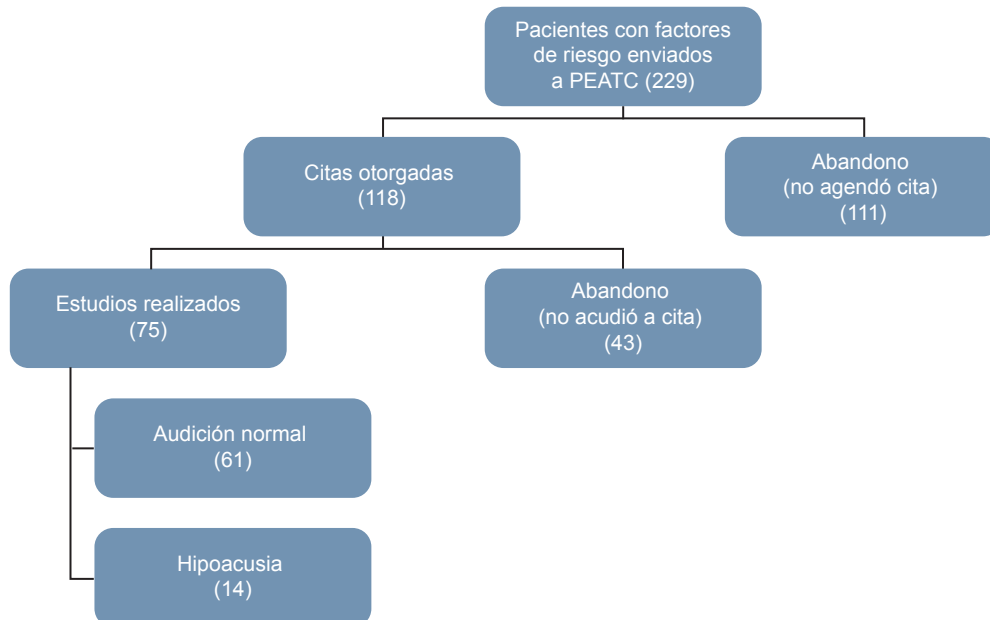 Pacientes con factores
de riesgo enviados
a PEATC (229)
Citas otorgadas
(118)
Abandono
(no agendó cita)
(111)
Estudios realizados
(75)
Abandono
(no acudió a cita)
(43)
Audición normal
(61)
Hipoacusia
(14)